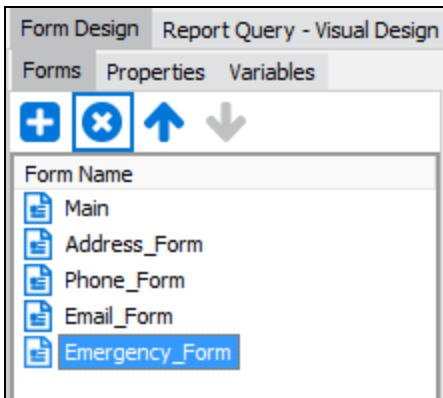 Form Design Report Query - Visual Design
Forms Properties Variables
Form Name
Main
Address_Form
Phone_Form
Email_Form
Emergency_Form